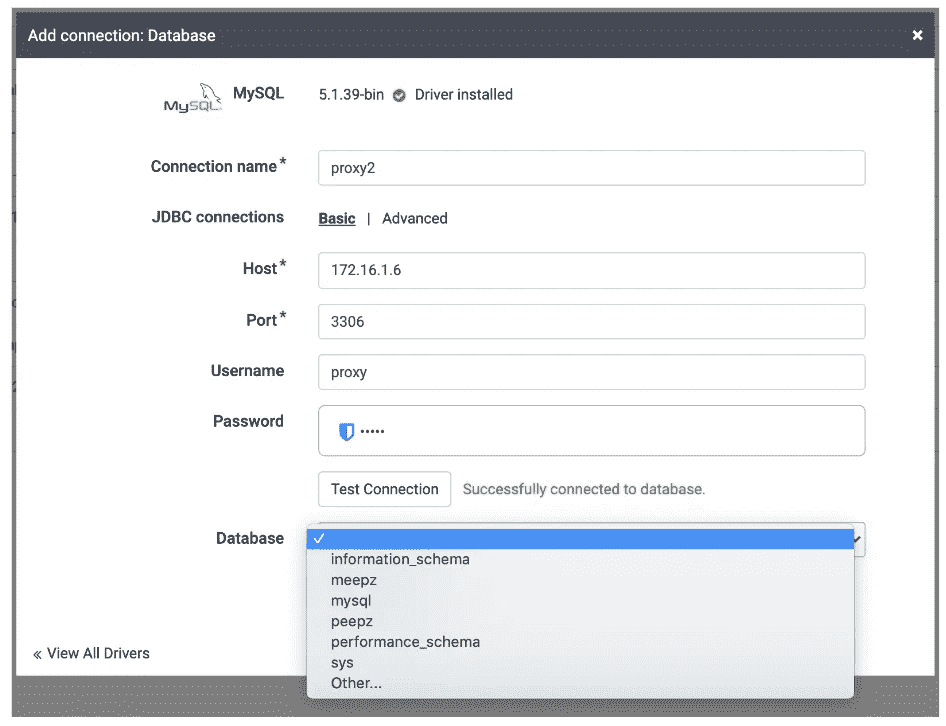 Add connection: Database ×
MySQL MySQL 5.1.39-bin Driver installed
Connection name* proxy2
JDBC connections Basic | Advanced
Host* 172.16.1.6
Port* 3306
Username proxy
Password •••••
Test Connection Successfully connected to database.
Database ✓
information_schema
meepz
mysql
peepz
performance_schema
sys
« View All Drivers
Other...